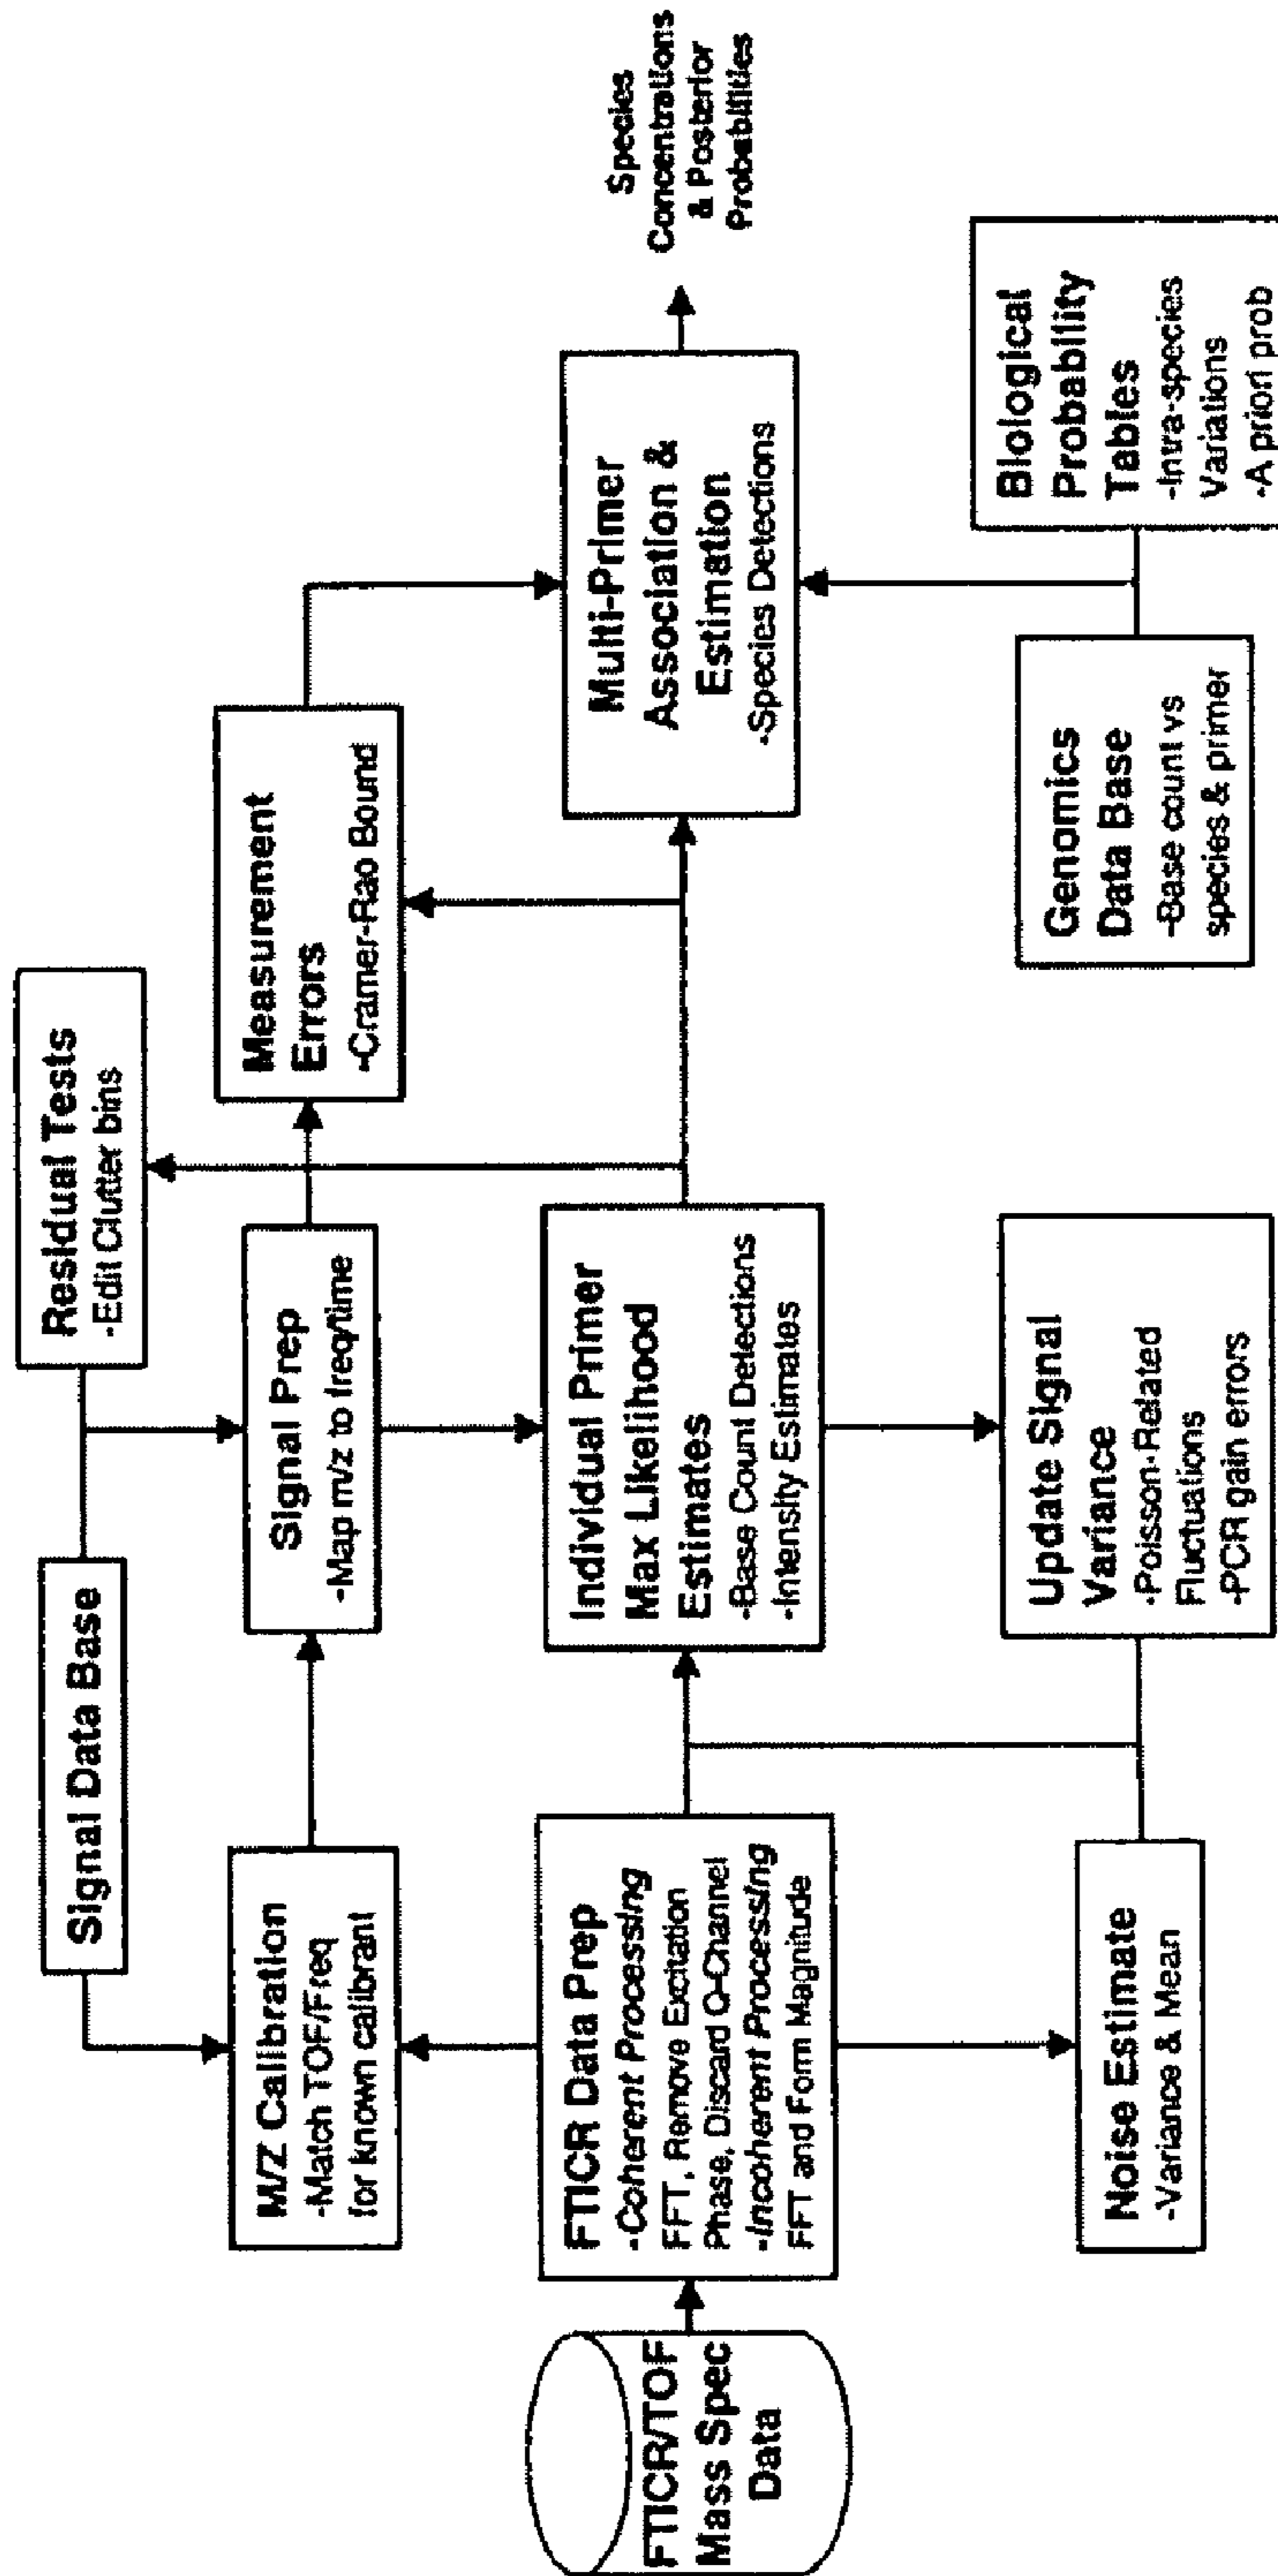 Signal Data Base
Residual Tests
-Edit Clutter bins
M/Z Calibration
-Match TOF/Freq
for known calibrant
Signal Prep
-Map m/z to freq/time
Measurement
Errors
-Cramer-Rao Bound
FTICR/TOF
Mass Spec
Data
FTICR Data Prep
-Coherent Processing
FFT, Remove Excitation
Phase, Discard Q-Channel
-Incoherent Processing
FFT and Form Magnitude
Individual Primer
Max Likelihood
Estimates
-Base Count Detections
-Intensity Estimates
Multi-Primer
Association &
Estimation
-Species Detections
Species
Concentrations
& Posterior
Probabilities
Noise Estimate
-Variance & Mean
Update Signal
Variance
-Poisson-Related
Fluctuations
-PCR gain errors
Genomics
Data Base
-Base count vs
species & primer
Biological
Probability
Tables
-Intra-species
Variations
-A priori prob